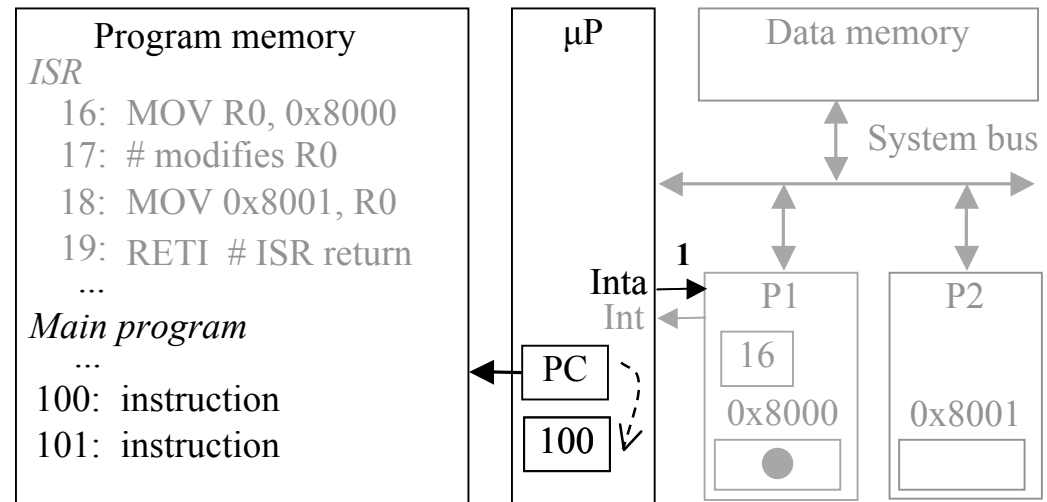 Program memory
ISR
16: MOV R0, 0x8000
17: # modifies R0
18: MOV 0x8001, R0
19: RETI # ISR return
...
Main program
...
100: instruction
101: instruction
μP
Inta
Int
PC
100
Data memory
System bus
1
P1
16
0x8000
P2
0x8001